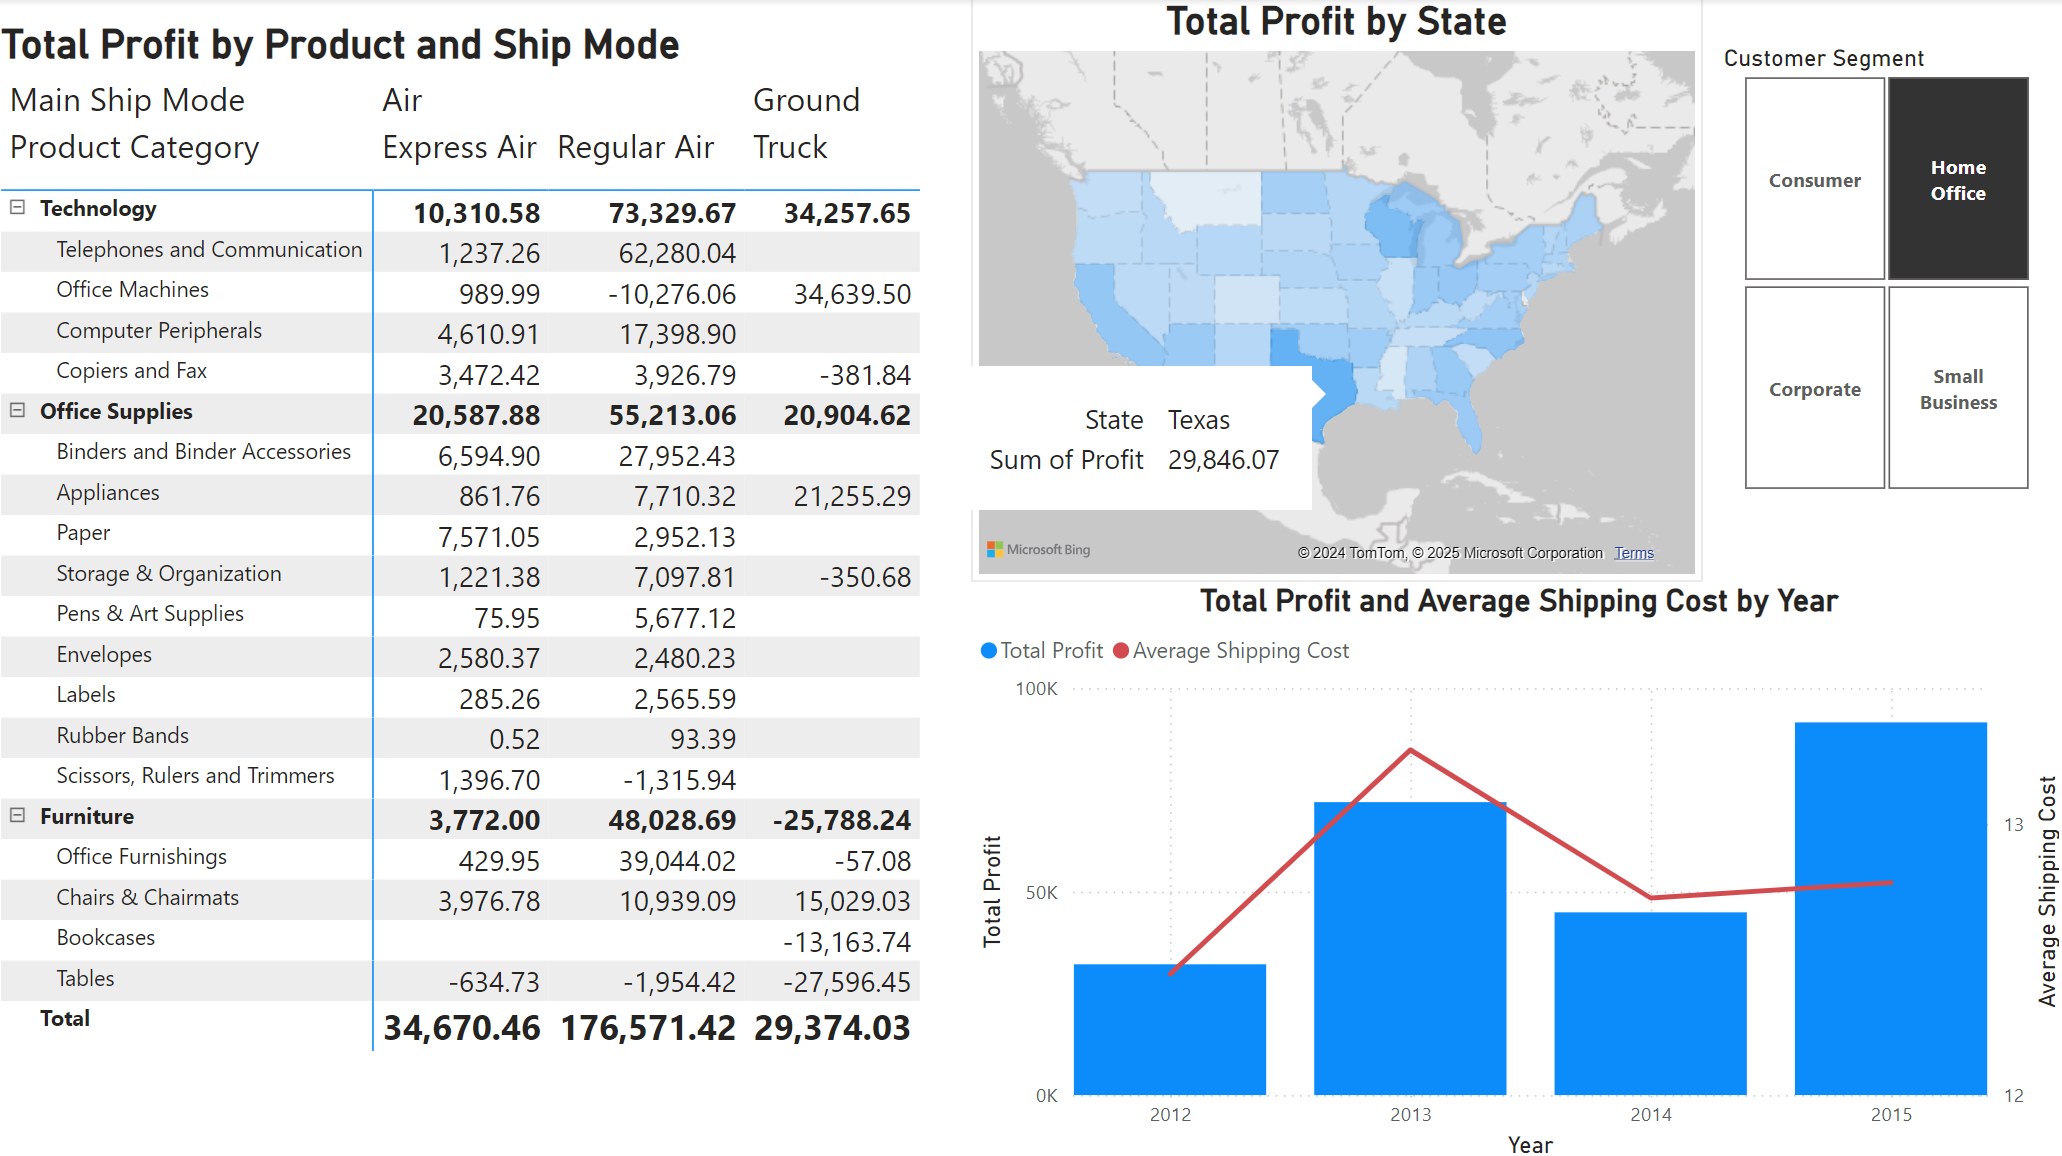 Total Profit by Product and Ship Mode
Main Ship Mode Air Ground
Product Category Express Air Regular Air Truck
Technology 10,310.58 73,329.67 34,257.65
Telephones and Communication 1,237.26 62,280.04
Office Machines 989.99 -10,276.06 34,639.50
Computer Peripherals 4,610.91 17,398.90
Copiers and Fax 3,472.42 3,926.79 -381.84
Office Supplies 20,587.88 55,213.06 20,904.62
Binders and Binder Accessories 6,594.90 27,952.43
Appliances 861.76 7,710.32 21,255.29
Paper 7,571.05 2,952.13
Storage & Organization 1,221.38 7,097.81 -350.68
Pens & Art Supplies 75.95 5,677.12
Envelopes 2,580.37 2,480.23
Labels 285.26 2,565.59
Rubber Bands 0.52 93.39
Scissors, Rulers and Trimmers 1,396.70 -1,315.94
Furniture 3,772.00 48,028.69 -25,788.24
Office Furnishings 429.95 39,044.02 -57.08
Chairs & Chairmats 3,976.78 10,939.09 15,029.03
Bookcases -13,163.74
Tables -634.73 -1,954.42 -27,596.45
Total 34,670.46 176,571.42 29,374.03
Total Profit by State
State Texas
Sum of Profit 29,846.07
Microsoft Bing
© 2024 TomTom, © 2025 Microsoft Corporation Terms
Customer Segment
Consumer
Home
Office
Corporate
Small
Business
Total Profit and Average Shipping Cost by Year
Total Profit Average Shipping Cost
100K
50K
0K
Total Profit
13
12
Average Shipping Cost
2012 2013 2014 2015
Year